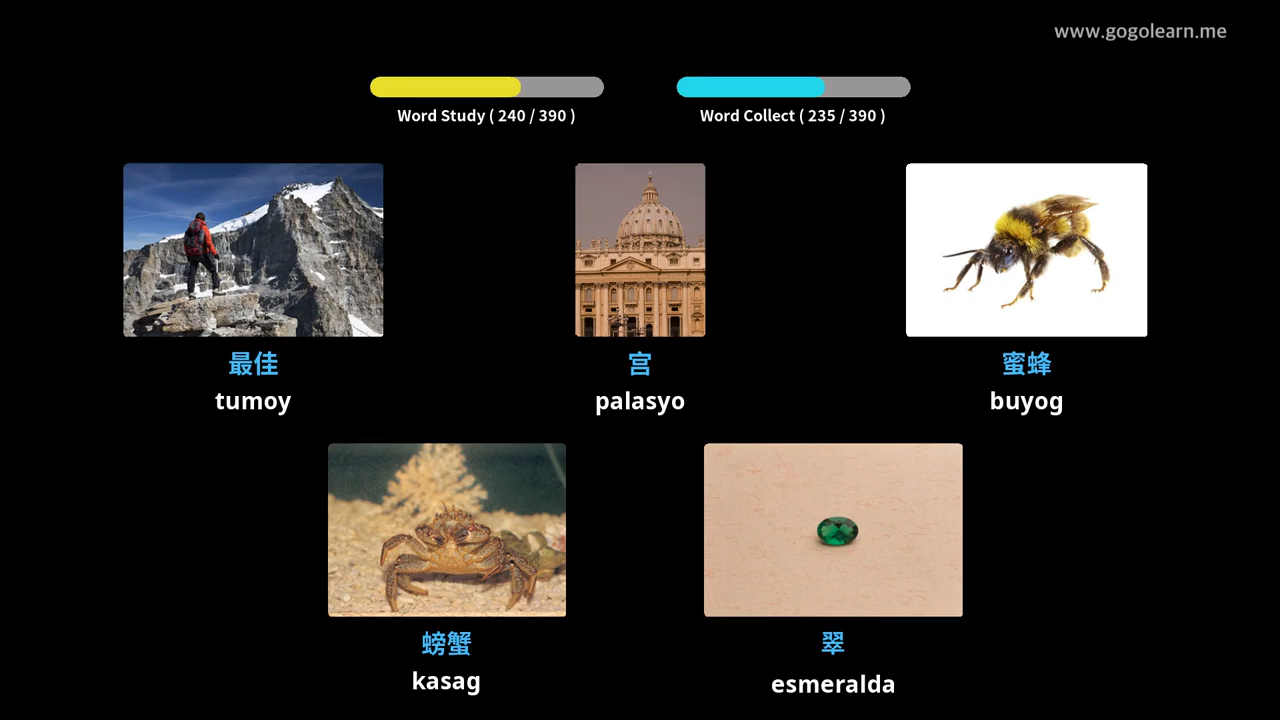 www.gogolearn.me
Word Study ( 240 / 390 )
Word Collect ( 235 / 390 )
最佳
tumoy
宫
palasyo
蜜蜂
buyog
螃蟹
kasag
翠
esmeralda